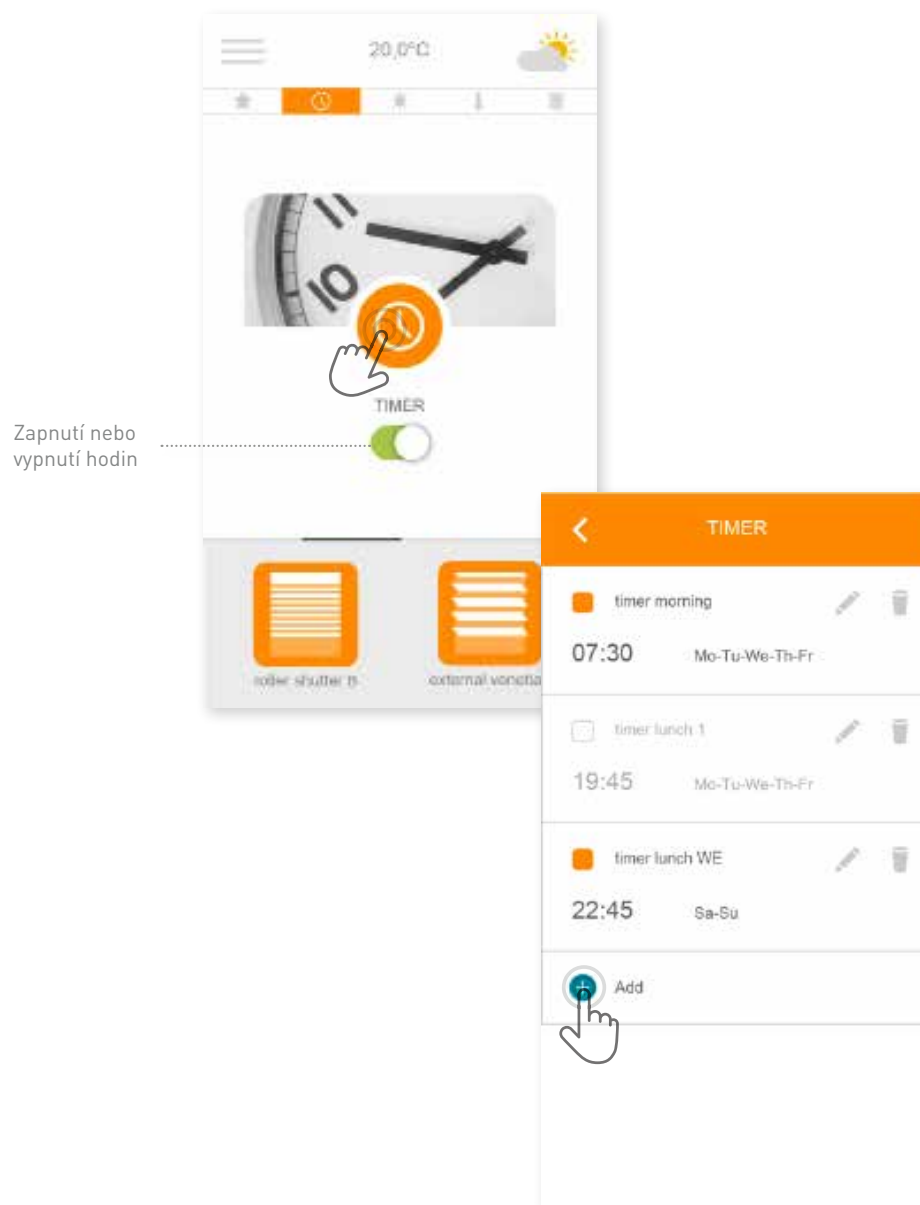 20,0°C
11
10
TIMER
Zapnutí nebo
vypnutí hodin
roller shutter B
external venetia
TIMER
timer morning
07:30 Mo-Tu-We-Th-Fr
timer lunch 1
19:45 Mo-Tu-We-Th-Fr
timer lunch WE
22:45 Sa-Su
Add